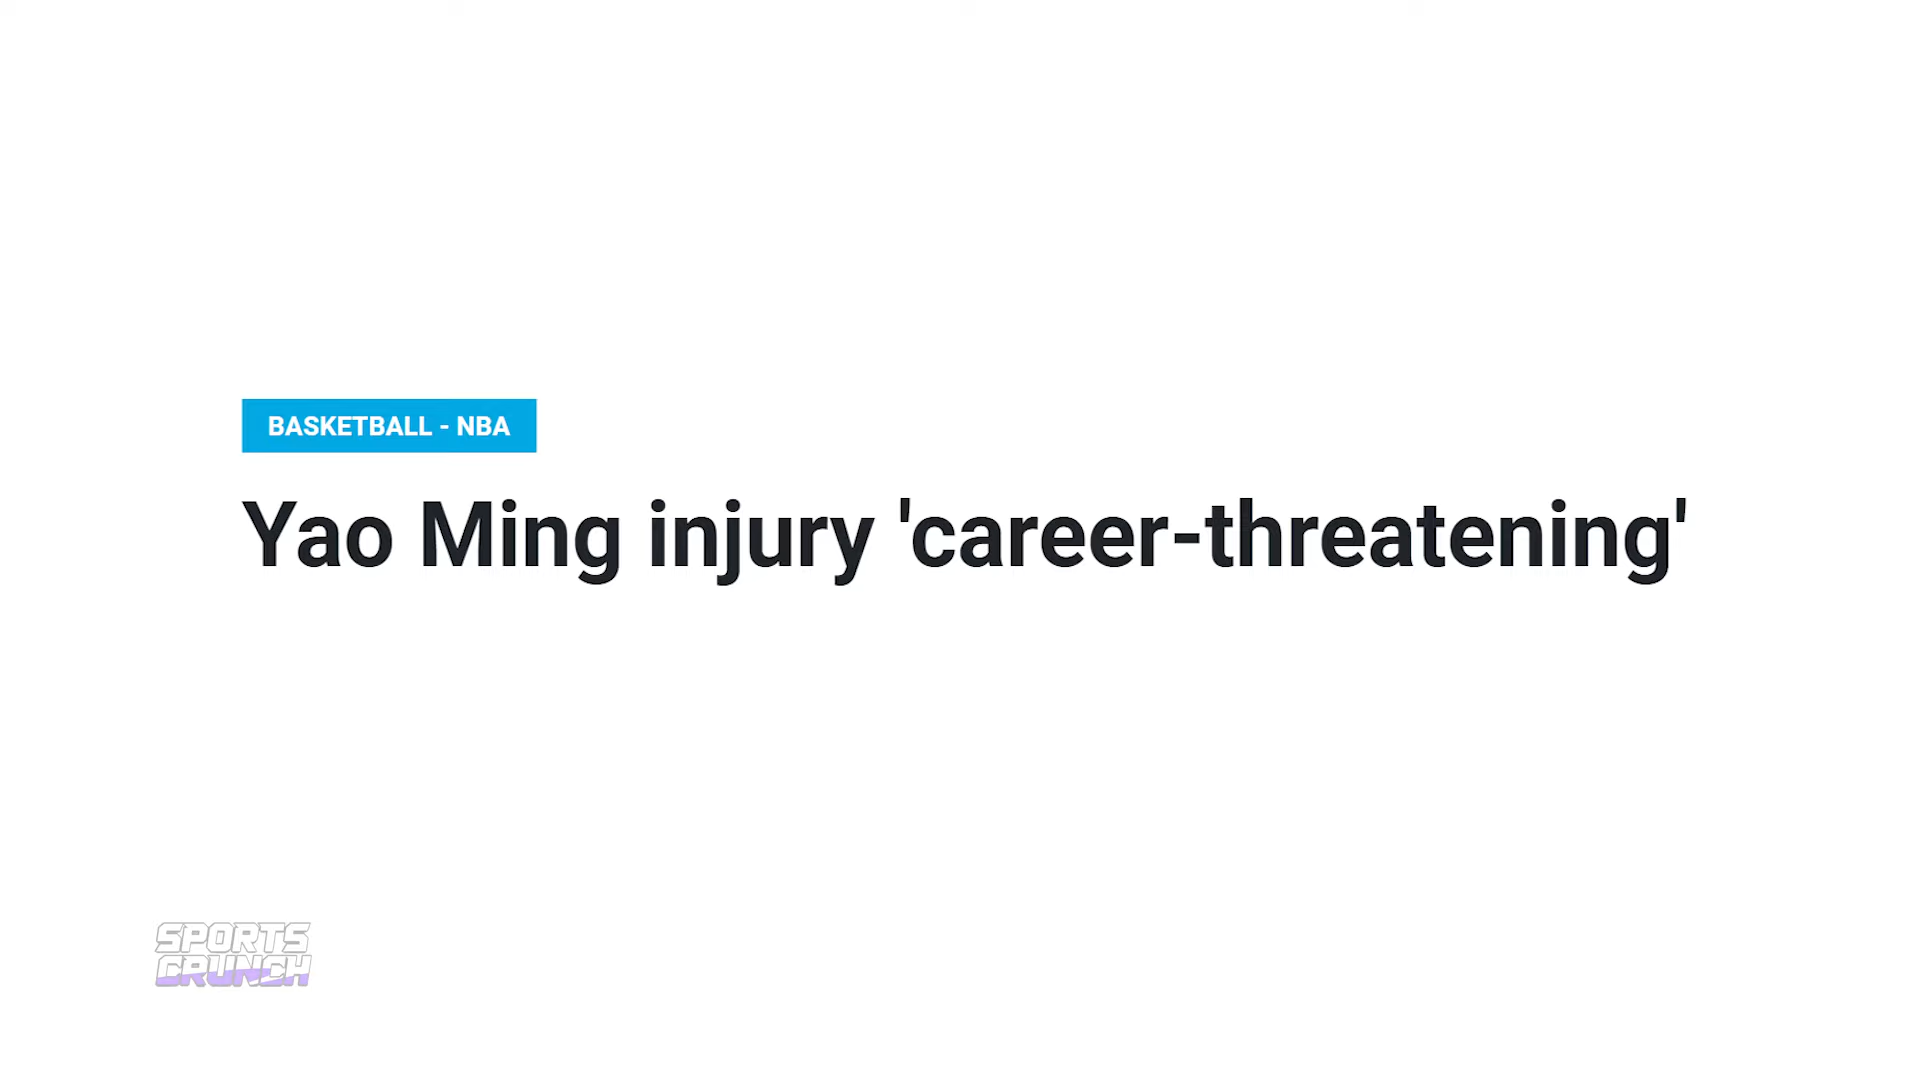 BASKETBALL - NBA
Yao Ming injury 'career-threatening'
SPORTS
CRUNCH